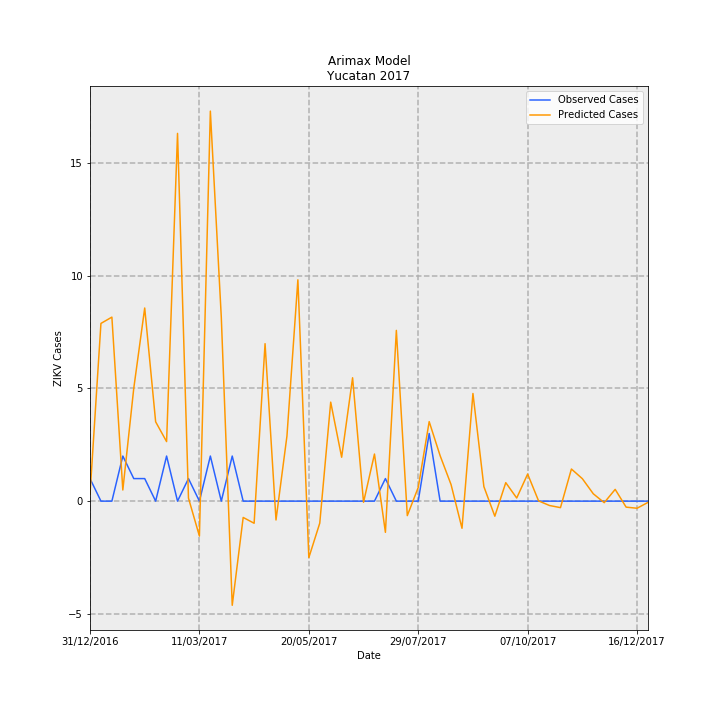 Arimax Model
Yucatan 2017
Observed Cases
Predicted Cases
ZIKV Cases
15
10
5
0
−5
31/12/2016 11/03/2017 20/05/2017 29/07/2017 07/10/2017 16/12/2017
Date